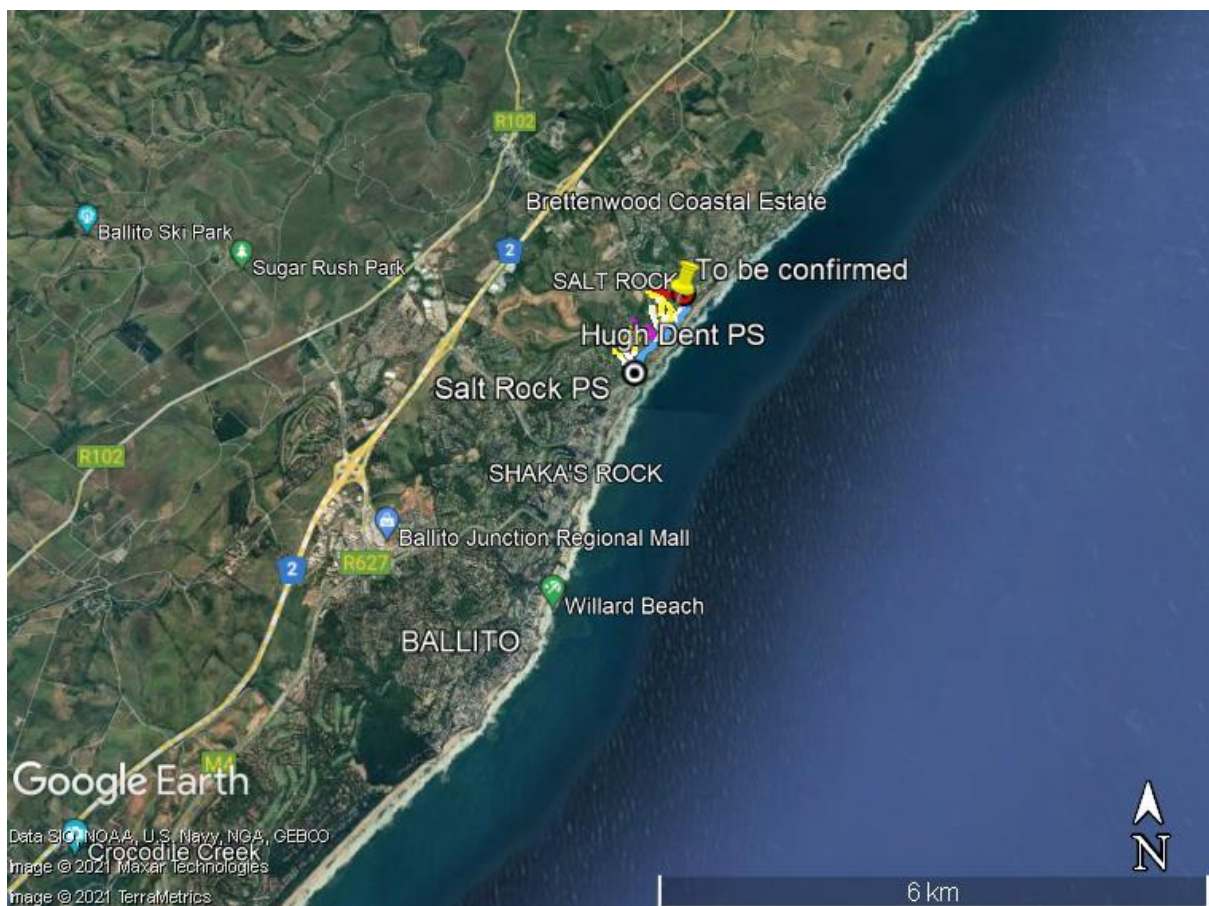 R102
Brettenwood Coastal Estate
Ballito Ski Park
2
Sugar Rush Park
SALT ROCK
To be confirmed
Hugh Dent PS
Salt Rock PS
R102
SHAKA'S ROCK
Ballito Junction Regional Mall
2
R627
Willard Beach
BALLITO
M4
Google Earth
Data SIO, NOAA, U.S. Navy, NGA, GEBCO
Crocodile Creek
Image © 2021 Maxar Technologies
Image © 2021 TerraMetrics
N
6 km